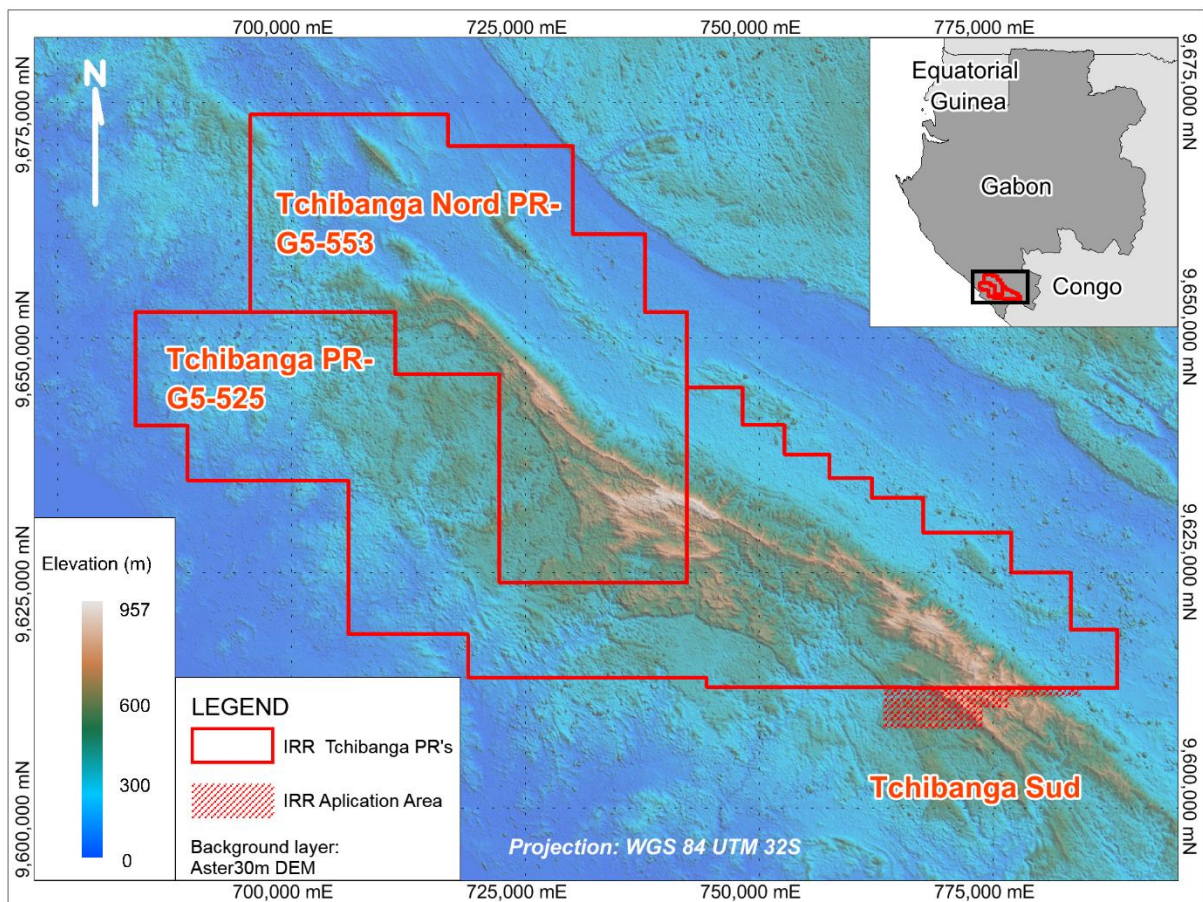 700,000 mE
725,000 mE
750,000 mE
775,000 mE
9,675,000 mN
9,675,000 mN
N
Equatorial
Guinea
Gabon
Congo
Tchibanga Nord PR-
G5-553
9,650,000 mN
9,650,000 mN
Tchibanga PR-
G5-525
9,625,000 mN
9,625,000 mN
Elevation (m)
957
600
300
0
LEGEND
IRR Tchibanga PR's
IRR Aplication Area
Background layer:
Aster30m DEM
Tchibanga Sud
Projection: WGS 84 UTM 32S
9,600,000 mN
9,600,000 mN
700,000 mE
725,000 mE
750,000 mE
775,000 mE